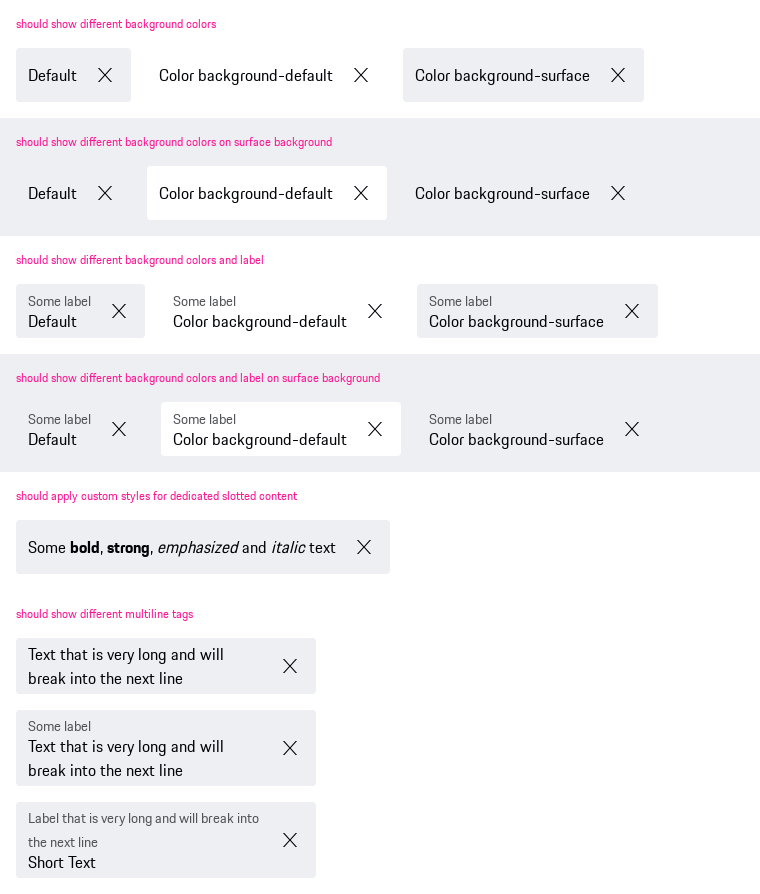 should show different background colors
Default Color background-default Color background-surface
should show different background colors on surface background
Default Color background-default Color background-surface
should show different background colors and label
Some label Some label Some label
Default Color background-default Color background-surface
should show different background colors and label on surface background
Some label Some label Some label
Default Color background-default Color background-surface
should apply custom styles for dedicated slotted content
Some bold, strong, emphasized and italic text
should show different multiline tags
Text that is very long and will
break into the next line
Some label
Text that is very long and will
break into the next line
Label that is very long and will break into
the next line
Short Text